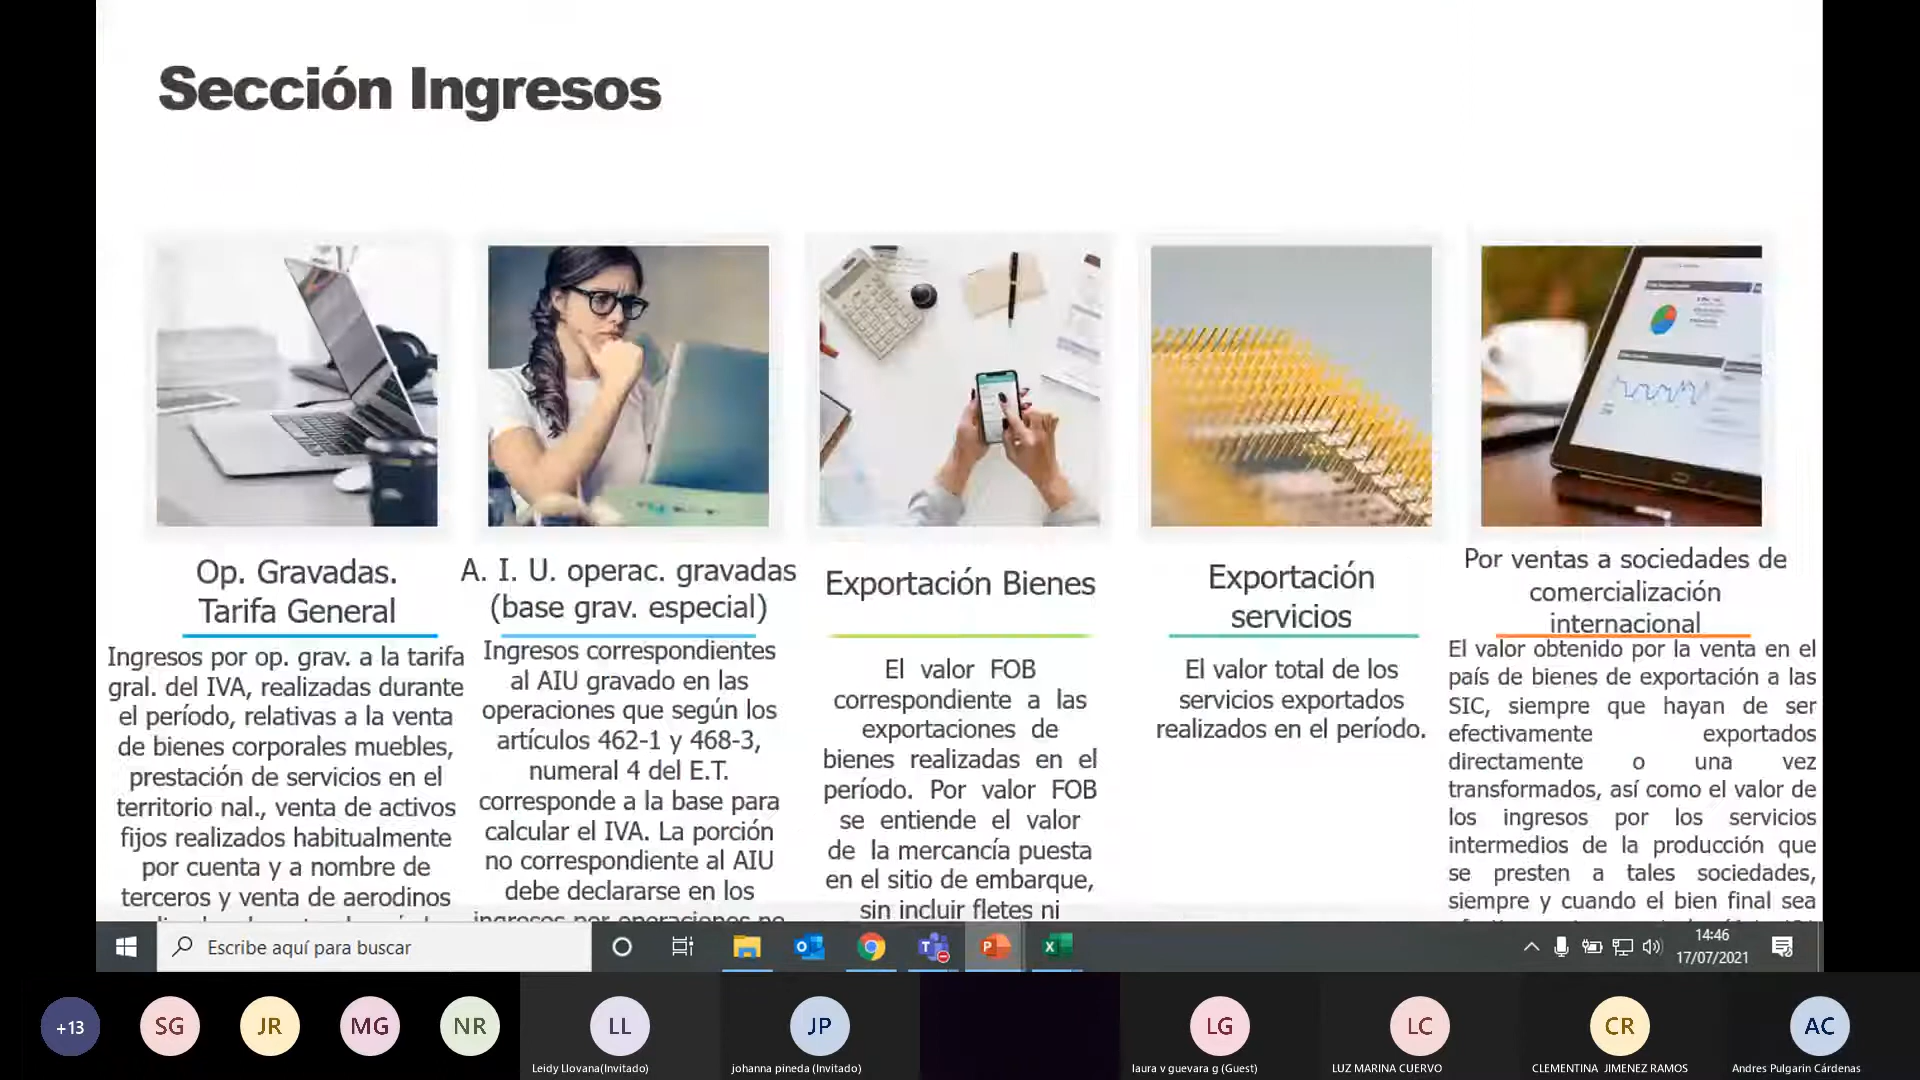 Sección Ingresos
Op. Gravadas.
Tarifa General
Ingresos por op. grav. a la tarifa
gral. del IVA, realizadas durante
el período, relativas a la venta
de bienes corporales muebles,
prestación de servicios en el
territorio nal., venta de activos
fijos realizados habitualmente
por cuenta y a nombre de
terceros y venta de aerodinos
A. I. U. operac. gravadas
(base grav. especial)
Ingresos correspondientes
al AIU gravado en las
operaciones que según los
artículos 462-1 y 468-3,
numeral 4 del E.T.
corresponde a la base para
calcular el IVA. La porción
no correspondiente al AIU
debe declararse en los
ingresos por operaciones no
Exportación Bienes
El valor FOB
correspondiente a las
exportaciones de
bienes realizadas en el
período. Por valor FOB
se entiende el valor
de la mercancía puesta
en el sitio de embarque,
sin incluir fletes ni
Exportación
servicios
El valor total de los
servicios exportados
realizados en el período.
Por ventas a sociedades de
comercialización
internacional
El valor obtenido por la venta en el
país de bienes de exportación a las
SIC, siempre que hayan de ser
efectivamente exportados
directamente o una vez
transformados, así como el valor de
los ingresos por los servicios
intermedios de la producción que
se presten a tales sociedades,
siempre y cuando el bien final sea
Escribe aquí para buscar
14:46
17/07/2021
+13
SG
JR
MG
NR
LL
JP
LG
LC
CR
AC
Leidy Llovana(Invitado)
johanna pineda (Invitado)
laura v guevara g (Guest)
LUZ MARINA CUERVO
CLEMENTINA JIMENEZ RAMOS
Andres Pulgarin Cárdenas